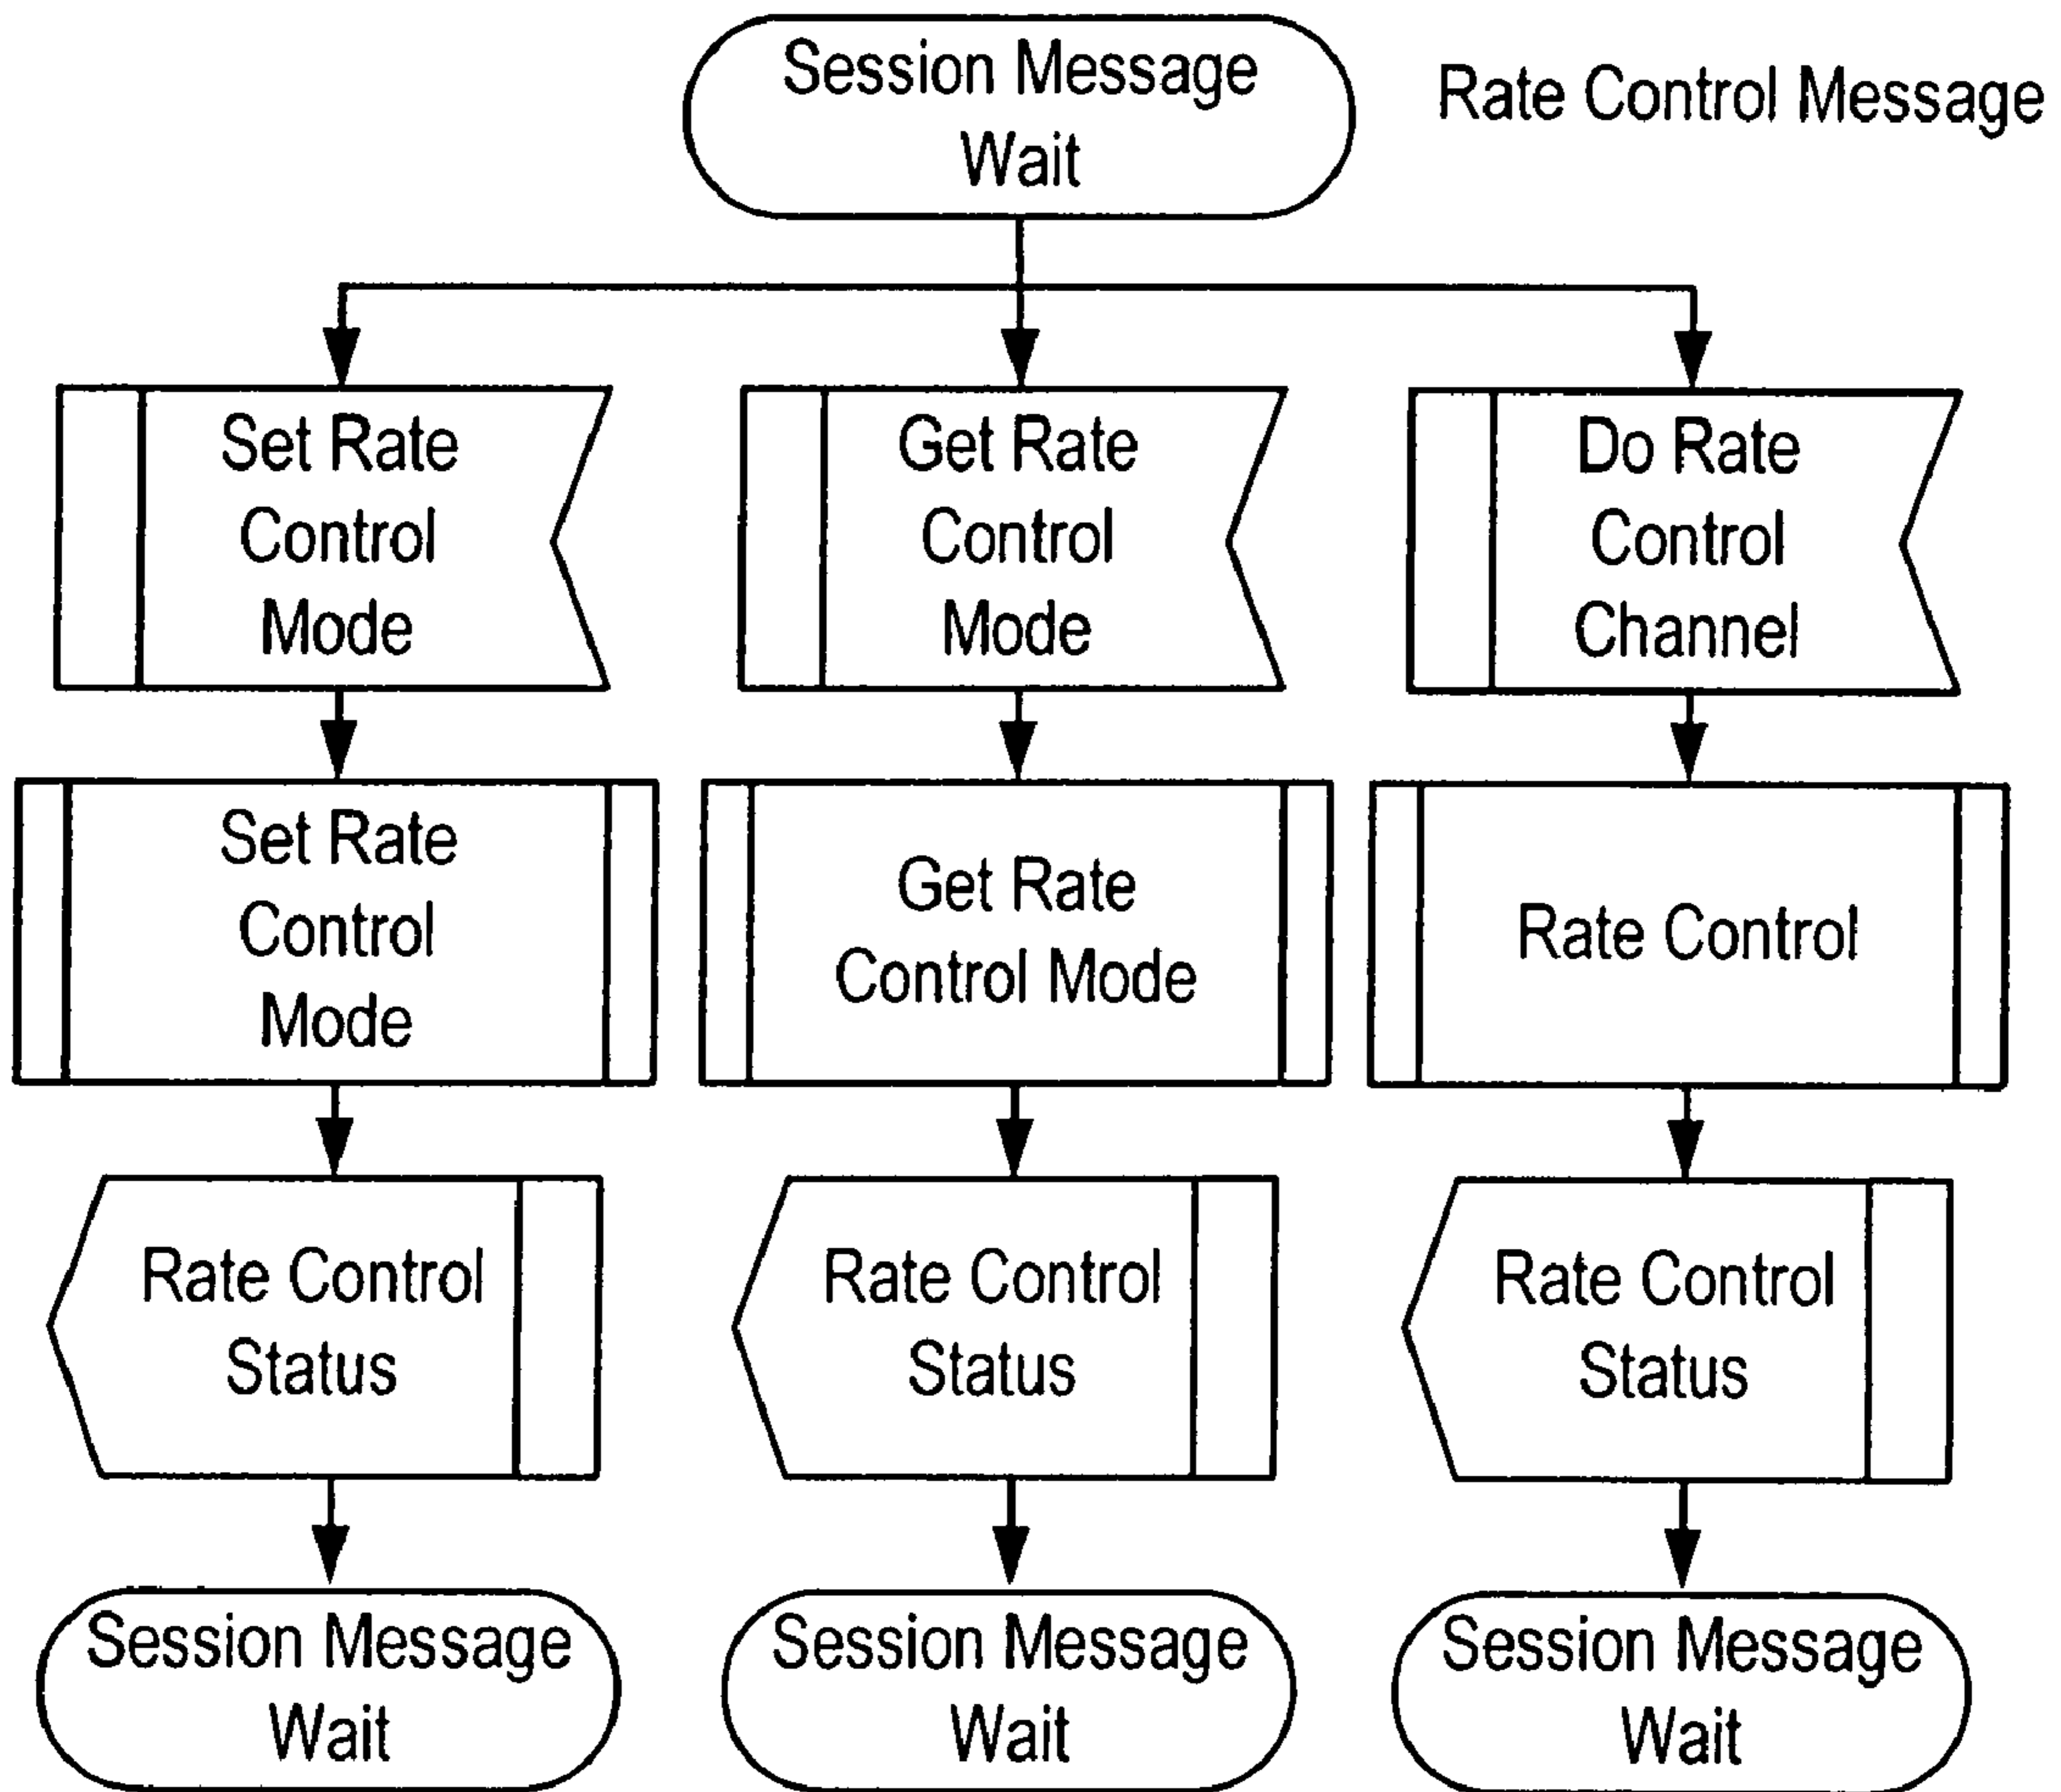 Session Message
Wait
Rate Control Message
Set Rate
Control
Mode
Get Rate
Control
Mode
Do Rate
Control
Channel
Set Rate
Control
Mode
Get Rate
Control Mode
Rate Control
Rate Control
Status
Rate Control
Status
Rate Control
Status
Session Message
Wait
Session Message
Wait
Session Message
Wait